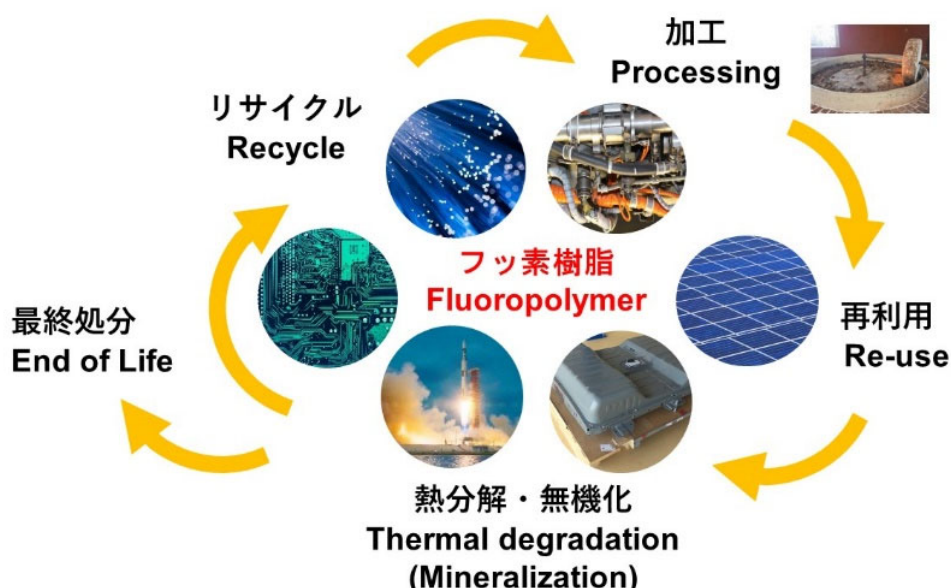 加工
Processing
リサイクル
Recycle
フッ素樹脂
Fluoropolymer
最終処分
End of Life
再利用
Re-use
熱分解・無機化
Thermal degradation
(Mineralization)